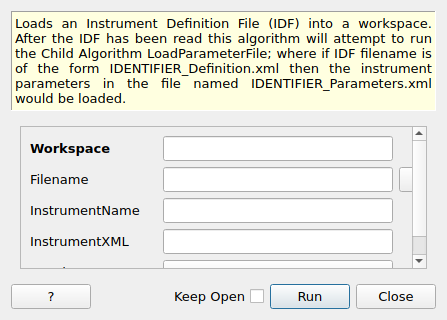 Loads an Instrument Definition File (IDF) into a workspace.
After the IDF has been read this algorithm will attempt to run
the Child Algorithm LoadParameterFile; where if IDF filename is
of the form IDENTIFIER_Definition.xml then the instrument
parameters in the file named IDENTIFIER_Parameters.xml
would be loaded.
Workspace
Filename
InstrumentName
InstrumentXML
?
Keep Open
Run
Close